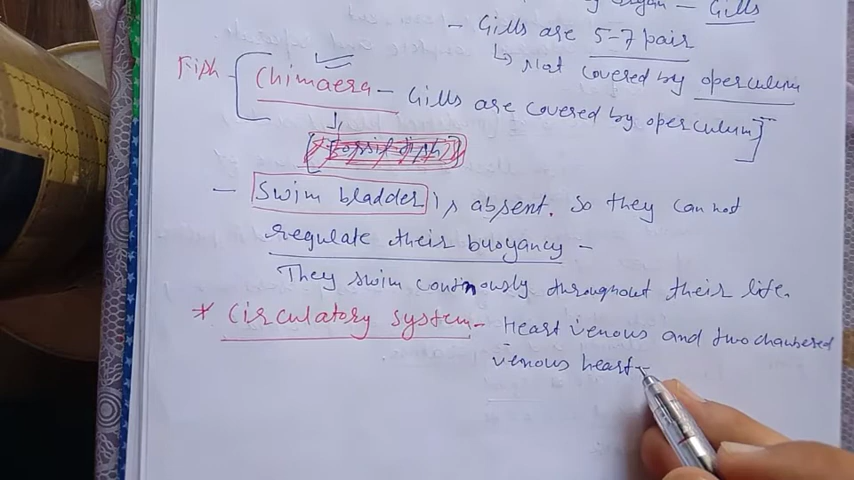 organ - Gills
- Gills are 5-7 pair
↳ Not covered by operculum
Fish - [ Chimaera - Gills are covered by operculum ]
- Swim bladder is absent. So they can not
regulate their buoyancy -
They swim continously throughout their life.
* Circulatory system - Heart venous and two chambered
venous heart -